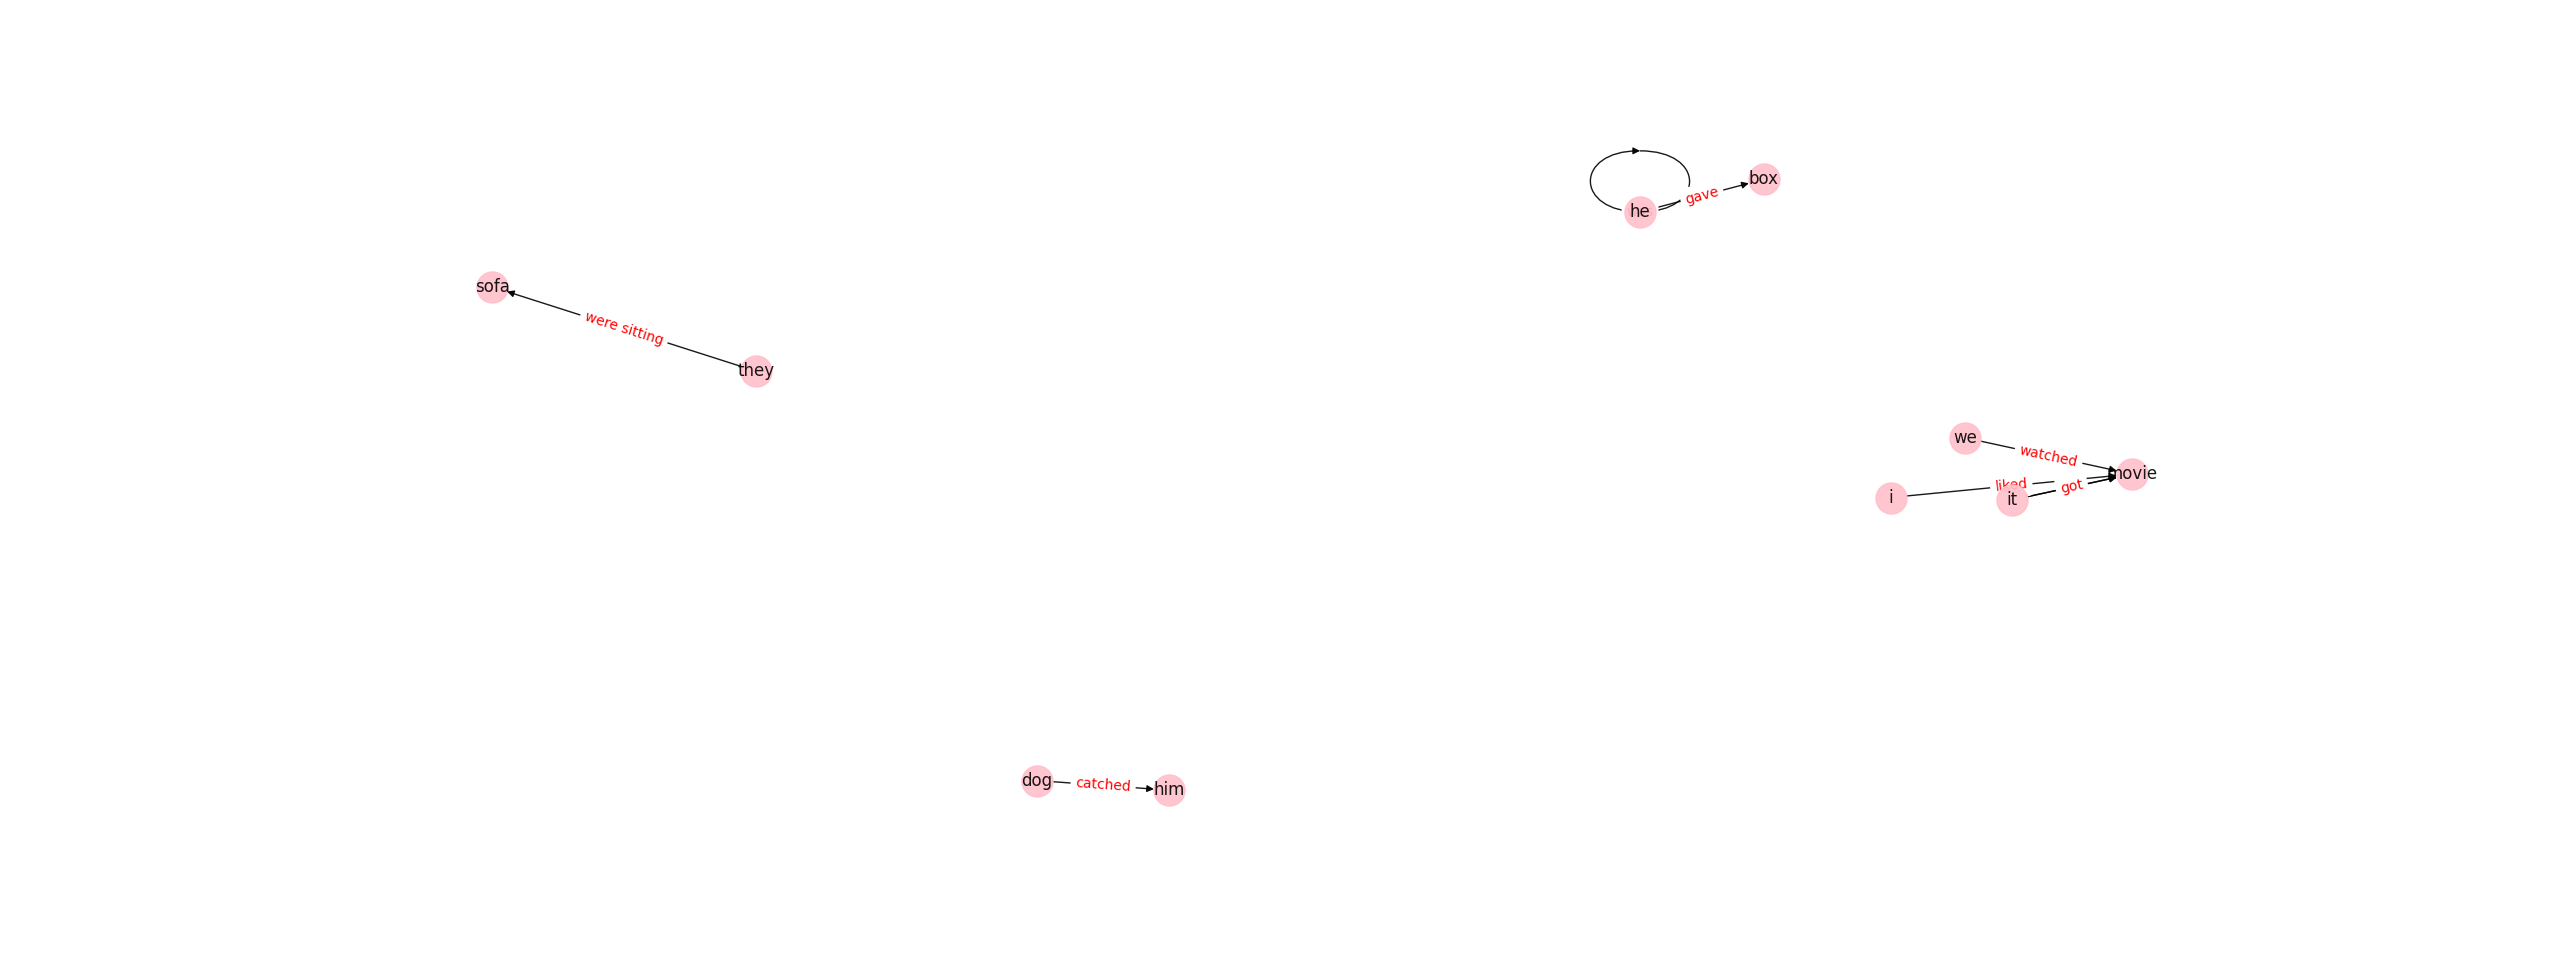 box
gave
he
sofa
were sitting
they
we
watched
movie
liked
got
i
it
dog
catched
him